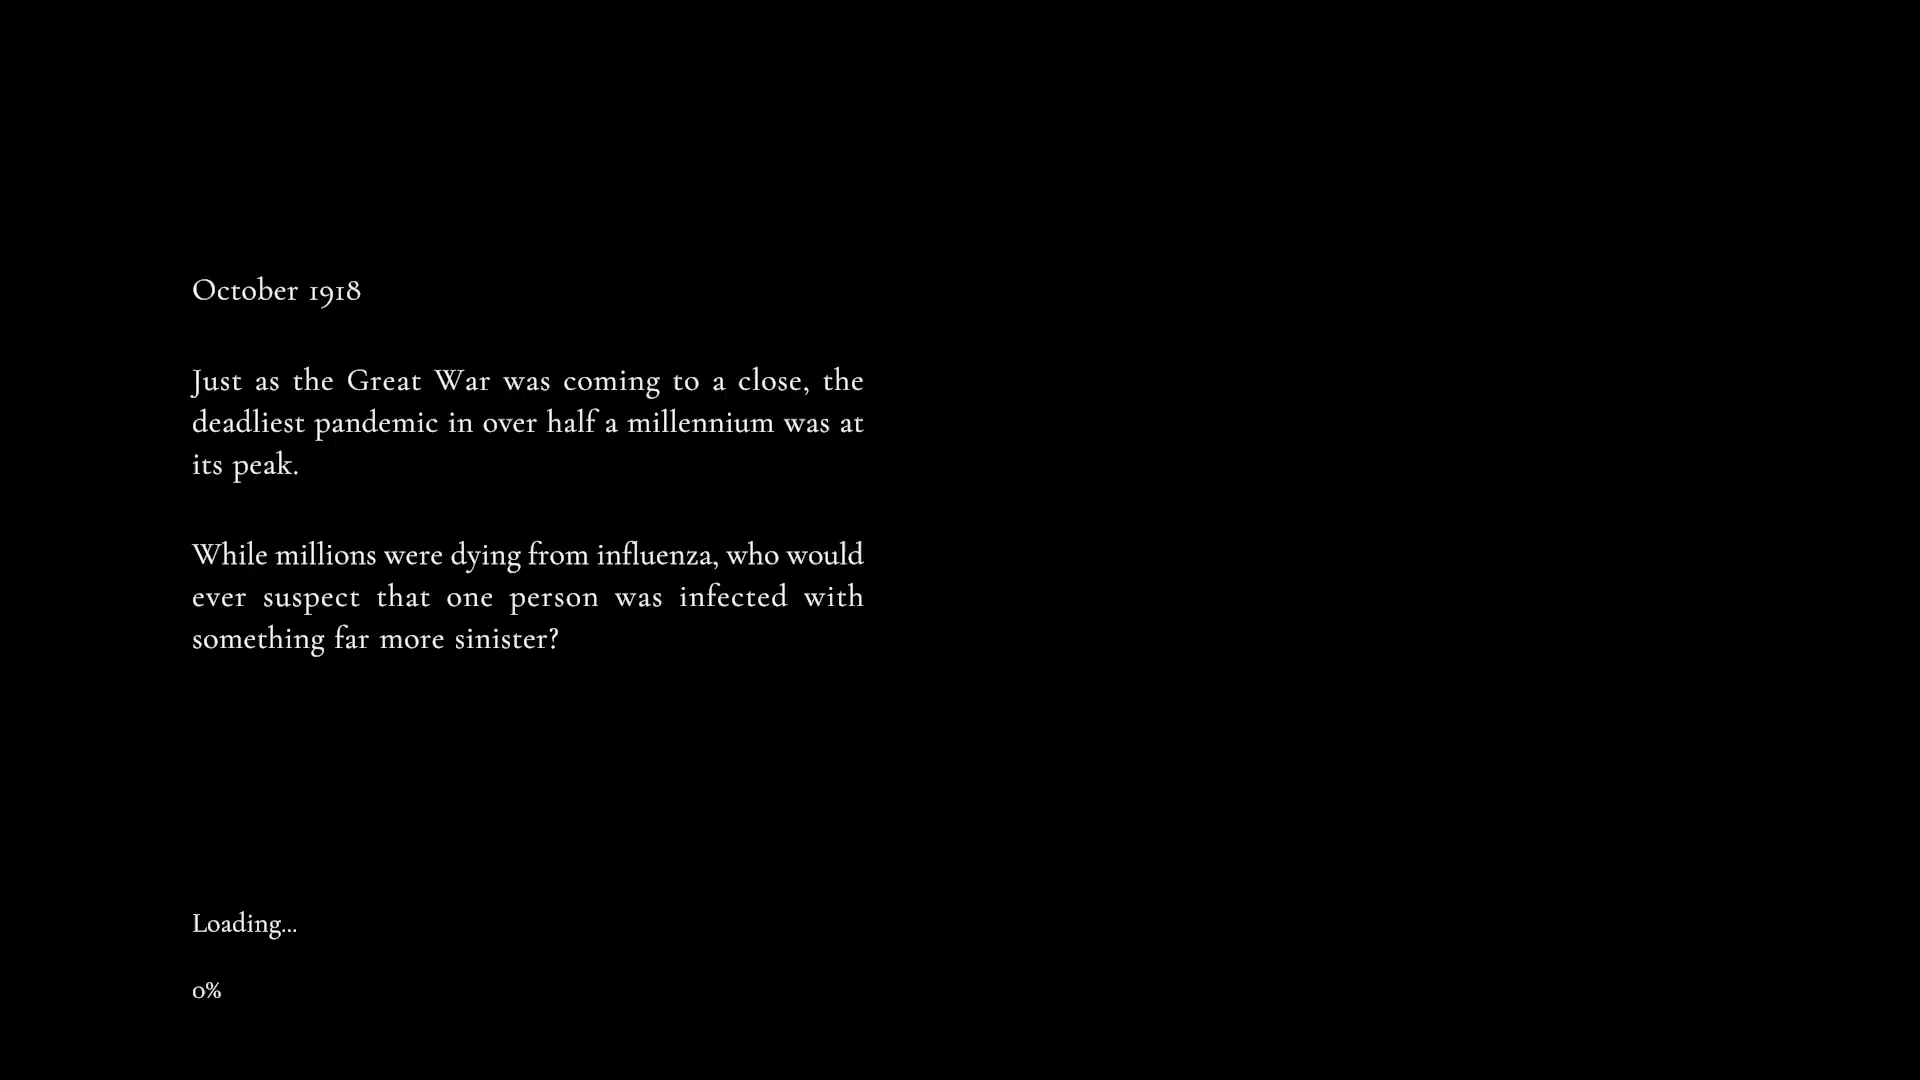 October 1918
Just as the Great War was coming to a close, the
deadliest pandemic in over half a millennium was at
its peak.
While millions were dying from influenza, who would
ever suspect that one person was infected with
something far more sinister?
Loading...
0%